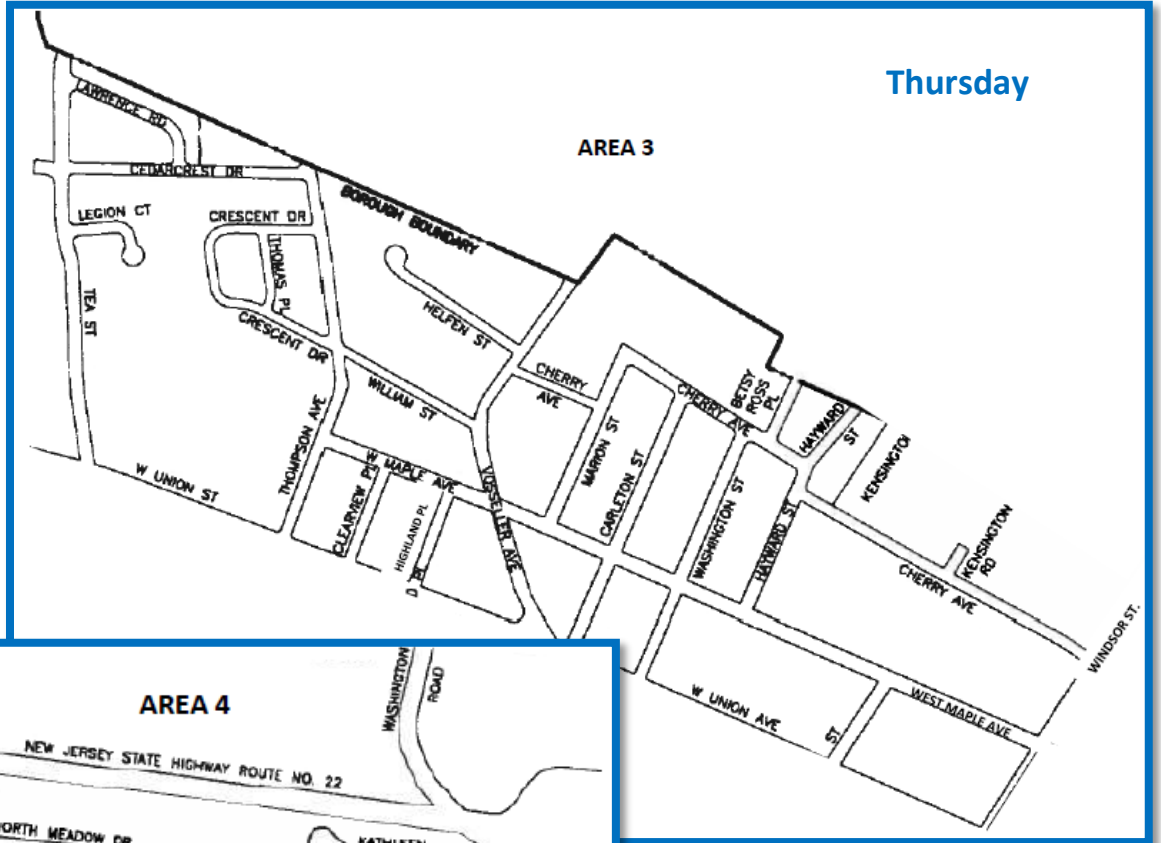 Thursday
AREA 3
LAWRENCE RD
CEDARCREST DR
BOROUGH BOUNDARY
LEGION CT
CRESCENT DR
THOMAS PL
TEA ST
HELFEN ST
CRESCENT DR
CHERRY
AVE
WILLIAM ST
CHERRY AVE
BETSY
ROSS
PL
HAYWARD
ST
MARION ST
CARLETON ST
THOMPSON AVE
W MAPLE AVE
VOSSELLER AVE
W UNION ST
CLEARVIEW PL
HIGHLAND PL
D PL
WASHINGTON ST
HAYWARD ST
KENSINGTON
RD
CHERRY AVE
WINDSOR ST.
WEST MAPLE AVE
W UNION AVE
ST
AREA 4
WASHINGTON
ROAD
NEW JERSEY STATE HIGHWAY ROUTE NO. 22